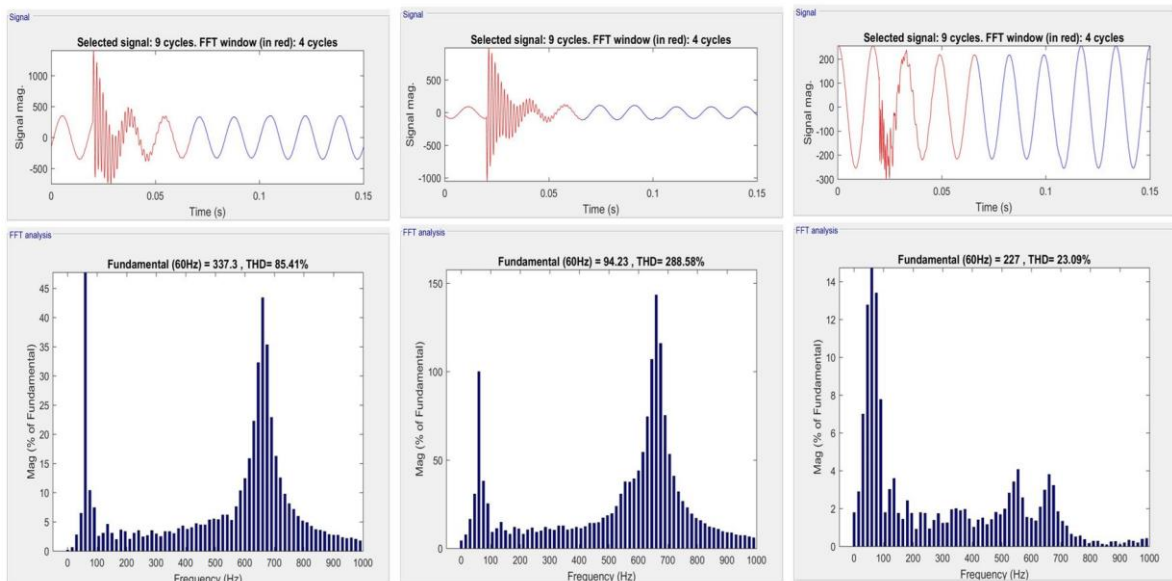 Signal
Selected signal: 9 cycles. FFT window (in red): 4 cycles
Signal mag.
1000
500
0
-500
0
0.05
0.1
0.15
Time (s)
FFT analysis
Fundamental (60Hz) = 337.3 , THD= 85.41%
Mag (% of Fundamental)
45
40
35
30
25
20
15
10
5
0
0 100 200 300 400 500 600 700 800 900 1000
Frequency (Hz)
Signal
Selected signal: 9 cycles. FFT window (in red): 4 cycles
Signal mag.
500
0
-500
-1000
0
0.05
0.1
0.15
Time (s)
FFT analysis
Fundamental (60Hz) = 94.23 , THD= 288.58%
Mag (% of Fundamental)
150
100
50
0
0 100 200 300 400 500 600 700 800 900 1000
Frequency (Hz)
Signal
Selected signal: 9 cycles. FFT window (in red): 4 cycles
Signal mag.
200
100
0
-100
-200
-300
0
0.05
0.1
0.15
Time (s)
FFT analysis
Fundamental (60Hz) = 227 , THD= 23.09%
Mag (% of Fundamental)
14
12
10
8
6
4
2
0
0 100 200 300 400 500 600 700 800 900 1000
Frequency (Hz)